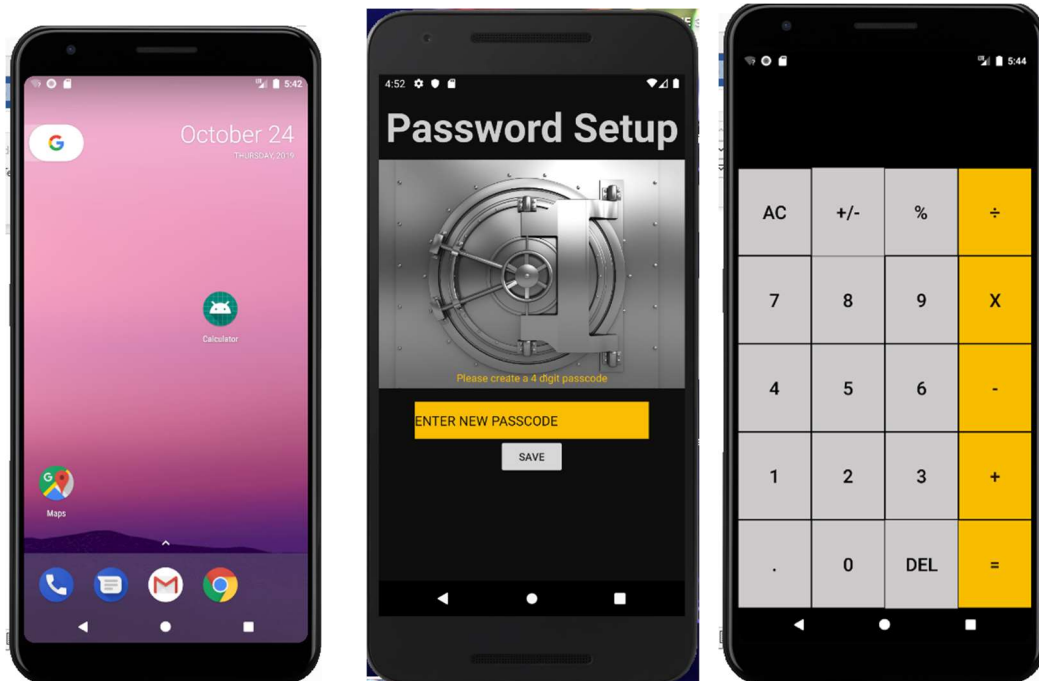 5:42
October 24
THURSDAY, 2019
Calculator
Maps
4:52
Password Setup
Please create a 4 digit passcode
ENTER NEW PASSCODE
SAVE
5:44
AC +/- % ÷
7 8 9 X
4 5 6 -
1 2 3 +
. 0 DEL =